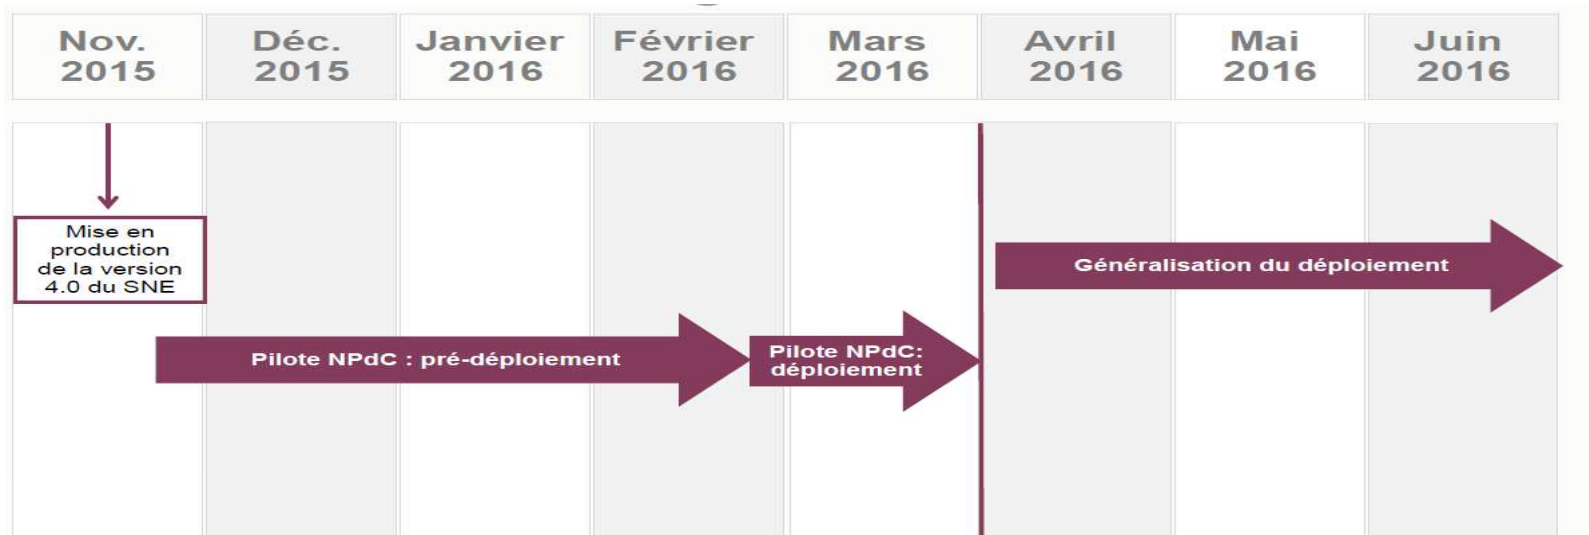 Nov.
2015
Déc.
2015
Janvier
2016
Février
2016
Mars
2016
Avril
2016
Mai
2016
Juin
2016
Mise en
production
de la version
4.0 du SNE
Généralisation du déploiement
Pilote NPdC : pré-déploiement
Pilote NPdC:
déploiement